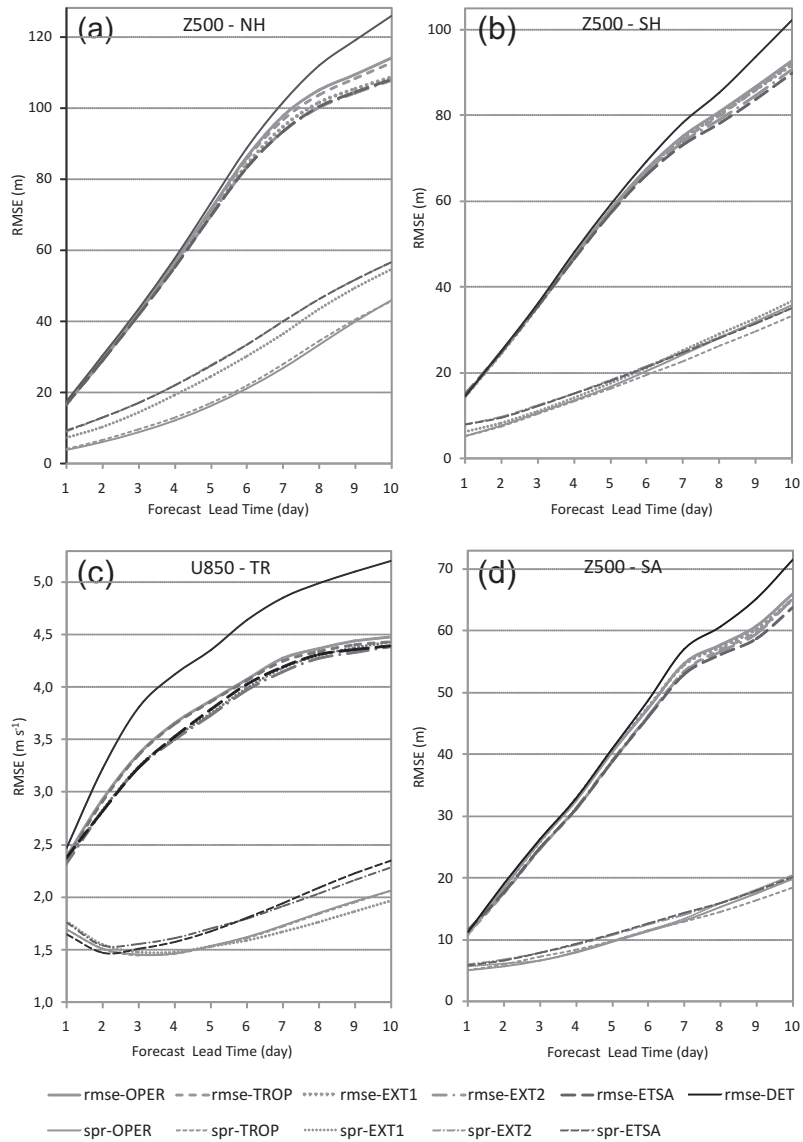 (a)
Z500 - NH
120
100
80
60
40
20
0
RMSE (m)
1 2 3 4 5 6 7 8 9 10
Forecast Lead Time (day)
(b)
Z500 - SH
100
80
60
40
20
0
RMSE (m)
1 2 3 4 5 6 7 8 9 10
Forecast Lead Time (day)
(c)
U850 - TR
5,0
4,5
4,0
3,5
3,0
2,5
2,0
1,5
1,0
RMSE (m s-1)
1 2 3 4 5 6 7 8 9 10
Forecast Lead Time (day)
(d)
Z500 - SA
70
60
50
40
30
20
10
0
RMSE (m)
1 2 3 4 5 6 7 8 9 10
Forecast Lead Time (day)
rmse-OPER rmse-TROP rmse-EXT1 rmse-EXT2 rmse-ETSA rmse-DET
spr-OPER spr-TROP spr-EXT1 spr-EXT2 spr-ETSA